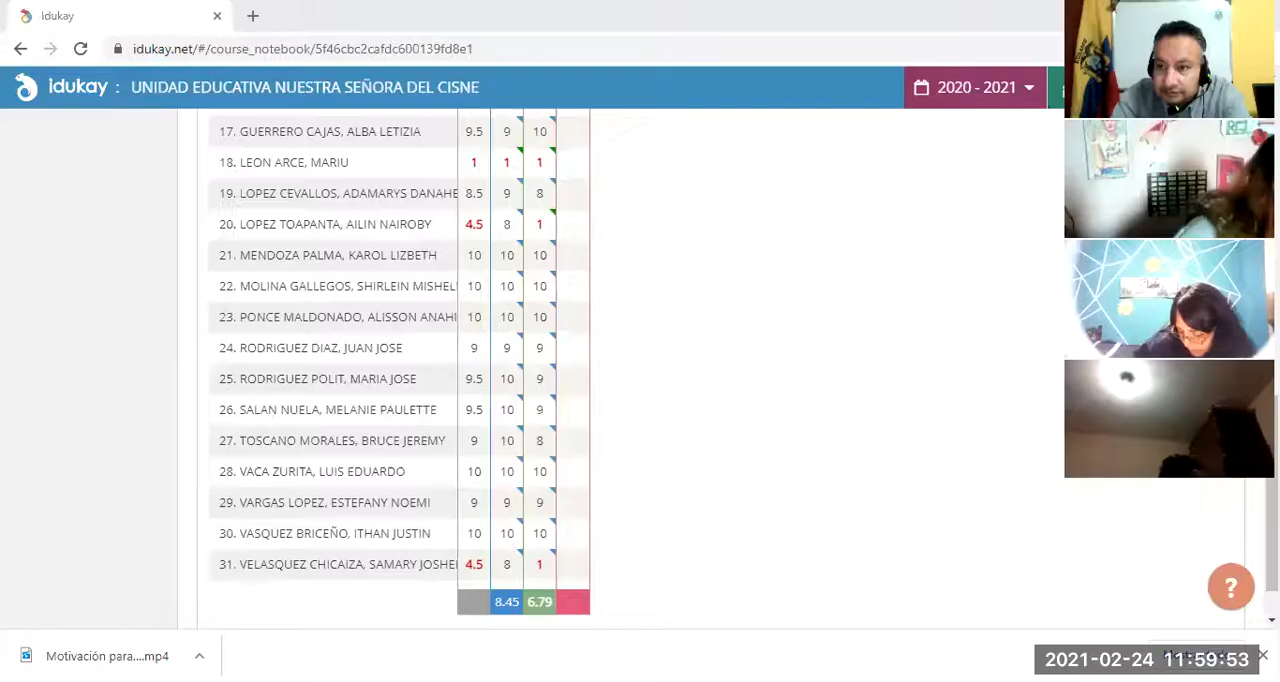 idukay
idukay.net/#/course_notebook/5f46cbc2cafdc600139fd8e1
idukay : UNIDAD EDUCATIVA NUESTRA SEÑORA DEL CISNE 2020 - 2021
17. GUERRERO CAJAS, ALBA LETIZIA 9.5 9 10
18. LEON ARCE, MARIU 1 1 1
19. LOPEZ CEVALLOS, ADAMARYS DANAHE 8.5 9 8
20. LOPEZ TOAPANTA, AILIN NAIROBY 4.5 8 1
21. MENDOZA PALMA, KAROL LIZBETH 10 10 10
22. MOLINA GALLEGOS, SHIRLEIN MISHEL 10 10 10
23. PONCE MALDONADO, ALISSON ANAHI 10 10 10
24. RODRIGUEZ DIAZ, JUAN JOSE 9 9 9
25. RODRIGUEZ POLIT, MARIA JOSE 9.5 10 9
26. SALAN NUELA, MELANIE PAULETTE 9.5 10 9
27. TOSCANO MORALES, BRUCE JEREMY 9 10 8
28. VACA ZURITA, LUIS EDUARDO 10 10 10
29. VARGAS LOPEZ, ESTEFANY NOEMI 9 9 9
30. VASQUEZ BRICEÑO, ITHAN JUSTIN 10 10 10
31. VELASQUEZ CHICAIZA, SAMARY JOSHE 4.5 8 1
8.45 6.79
?
Motivación para....mp4
2021-02-24 11:59:53